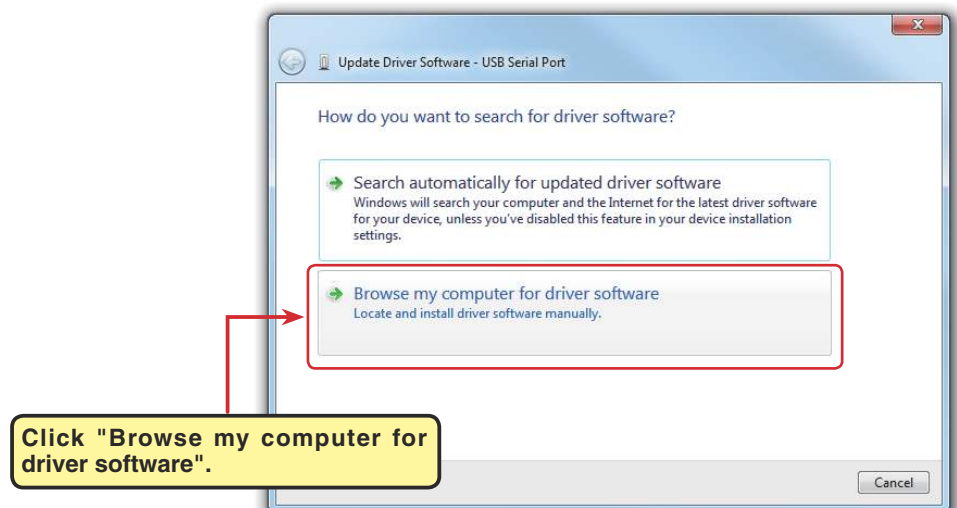 Update Driver Software - USB Serial Port
How do you want to search for driver software?
Search automatically for updated driver software
Windows will search your computer and the Internet for the latest driver software
for your device, unless you've disabled this feature in your device installation
settings.
Browse my computer for driver software
Locate and install driver software manually.
Click "Browse my computer for
driver software".
Cancel